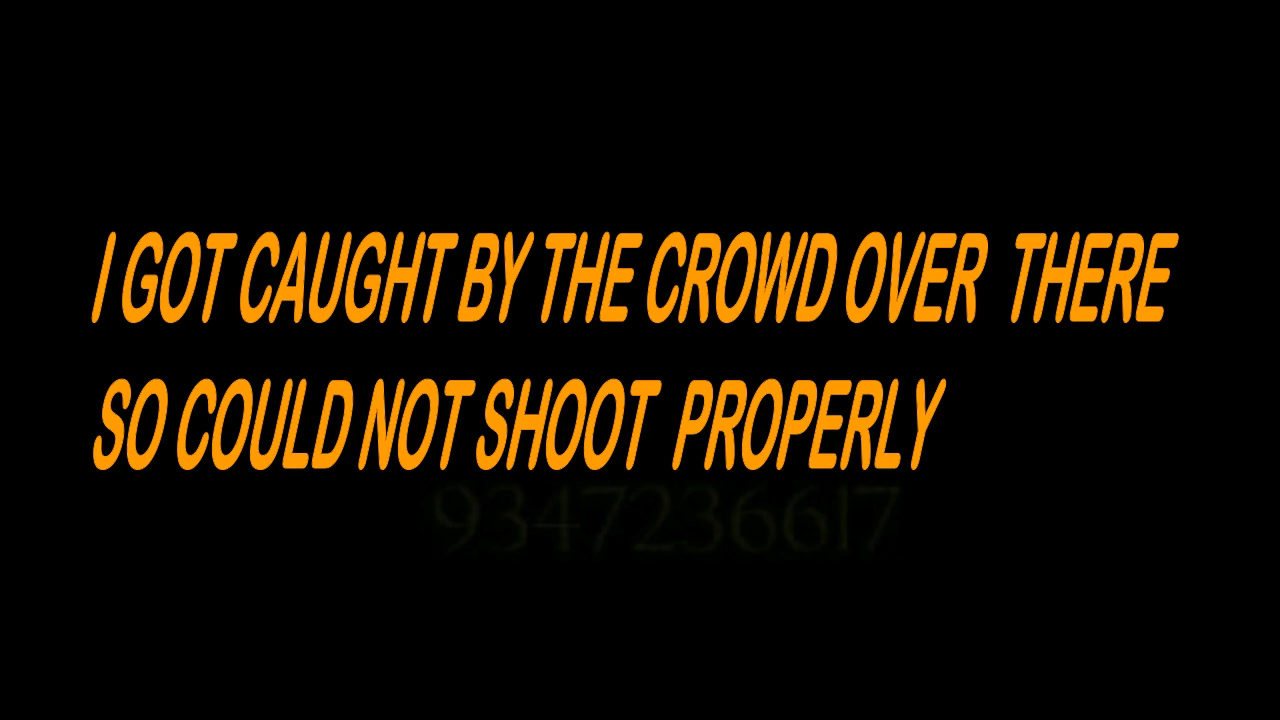 I GOT CAUGHT BY THE CROWD OVER THERE
SO COULD NOT SHOOT PROPERLY
9347236617